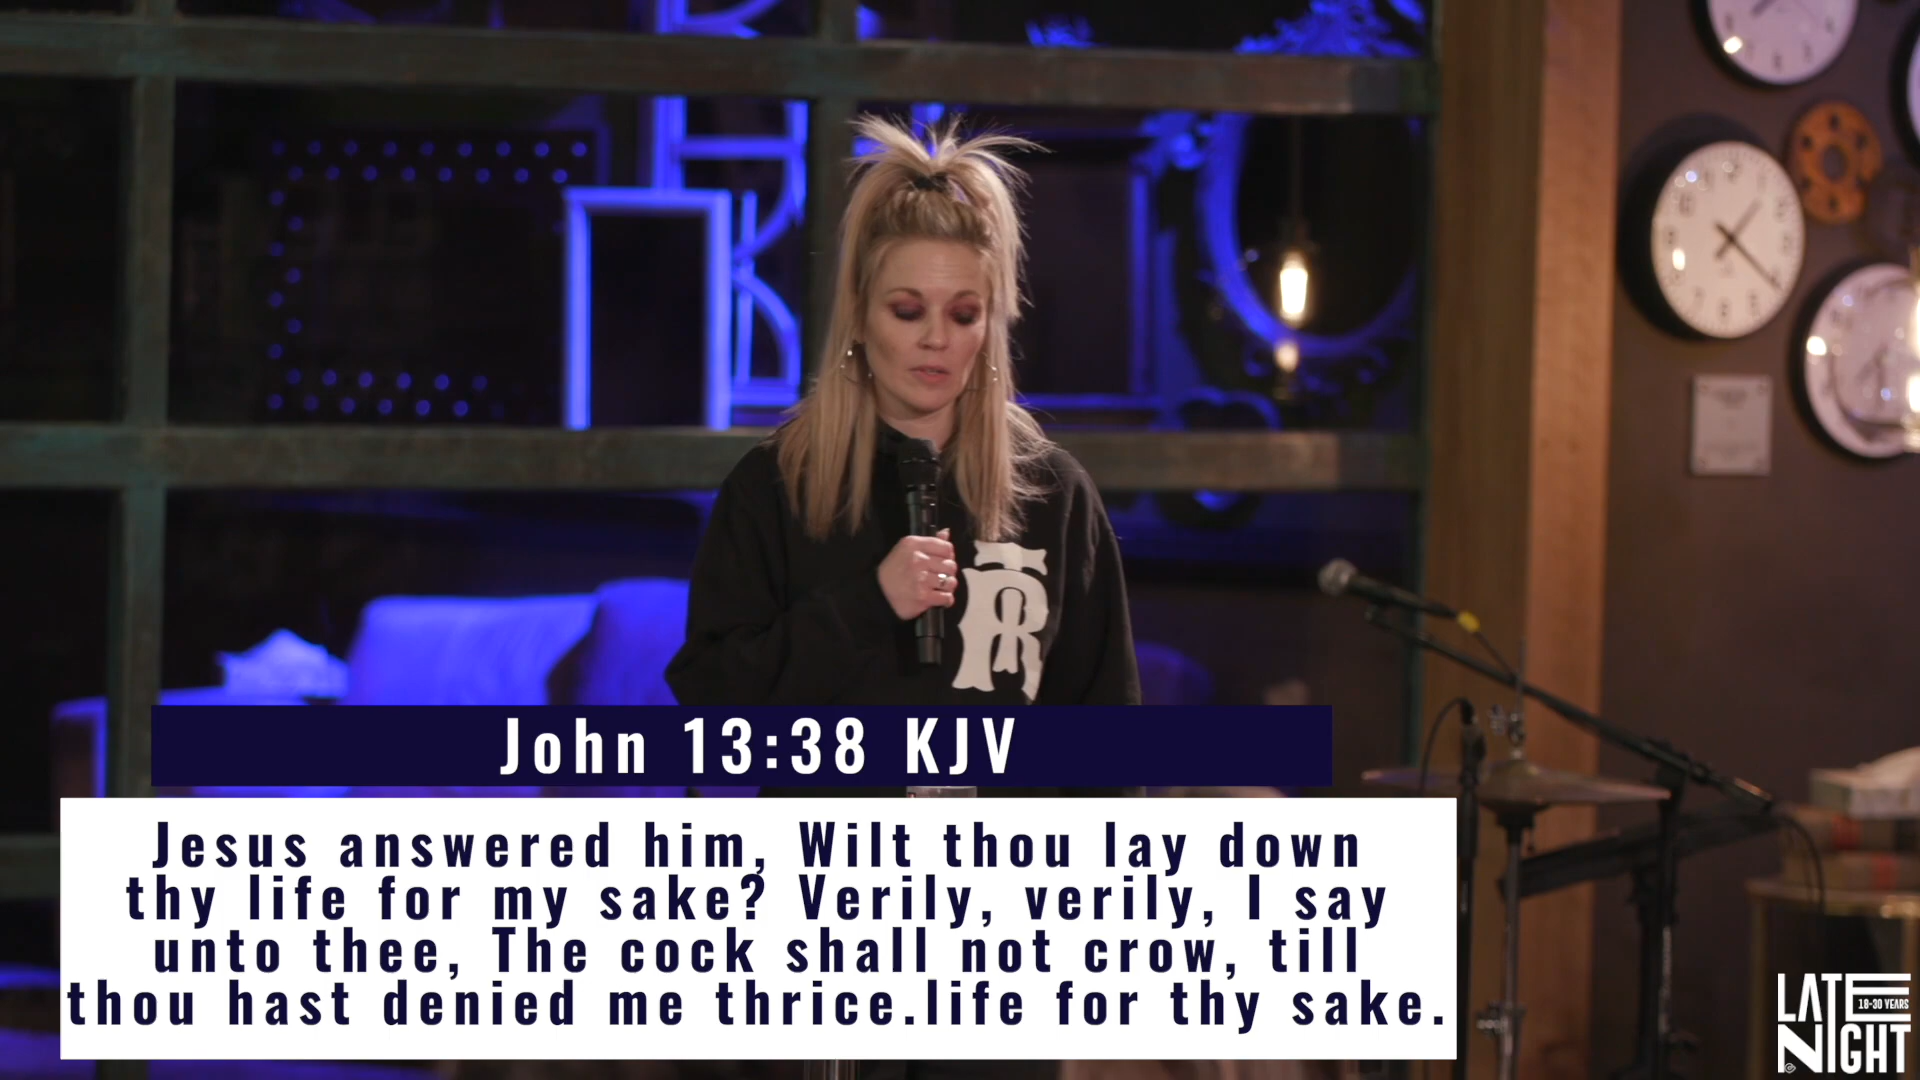 TR
John 13:38 KJV
Jesus answered him, Wilt thou lay down
thy life for my sake? Verily, verily, I say
unto thee, The cock shall not crow, till
thou hast denied me thrice.life for thy sake.
LATE
18-30 YEARS
NIGHT